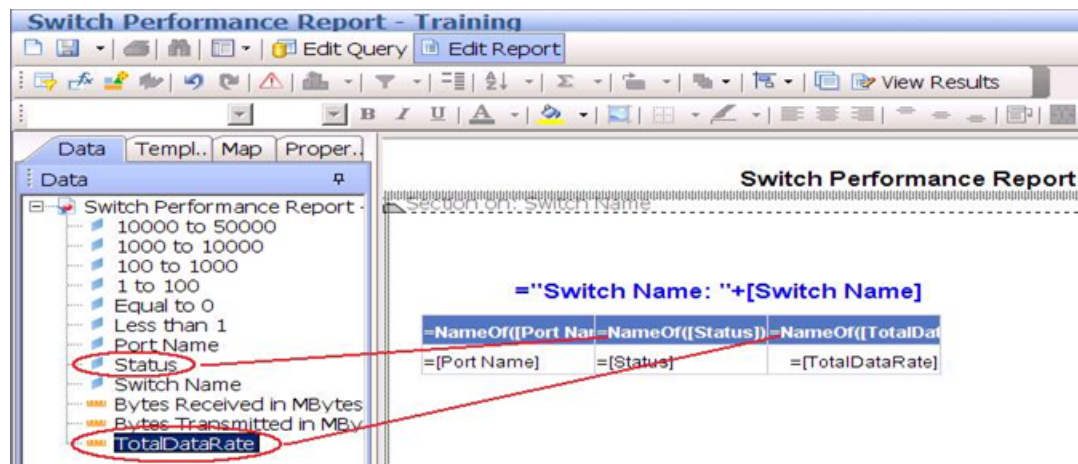 Switch Performance Report - Training
Edit Query Edit Report
View Results
B I U A
Data Templ.. Map Proper..
Data
Switch Performance Report -
10000 to 50000
1000 to 10000
100 to 1000
1 to 100
Equal to 0
Less than 1
Port Name
Status
Switch Name
Bytes Received in MBytes
Bytes Transmitted in MBy
TotalDataRate
Switch Performance Report
Section on: Switch Name
="Switch Name: "+[Switch Name]
=NameOf([Port Nar =NameOf([Status]) =NameOf([TotalDat
=[Port Name] =[Status] =[TotalDataRate]